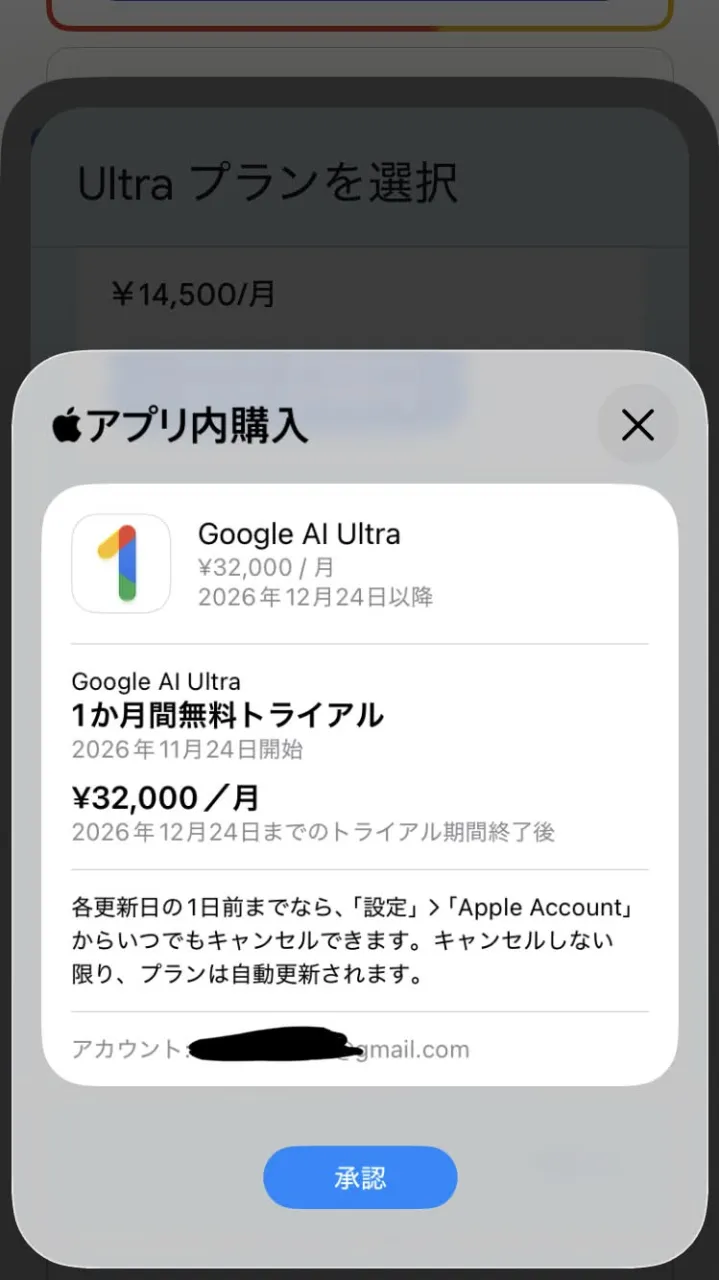 Ultra プランを選択
￥14,500/月
アプリ内購入
Google AI Ultra
¥32,000 / 月
2026年12月24日以降
Google AI Ultra
1か月間無料トライアル
2026年11月24日開始
¥32,000／月
2026年12月24日までのトライアル期間終了後
各更新日の1日前までなら、「設定」>「Apple Account」
からいつでもキャンセルできます。キャンセルしない
限り、プランは自動更新されます。
アカウント: @gmail.com
承認